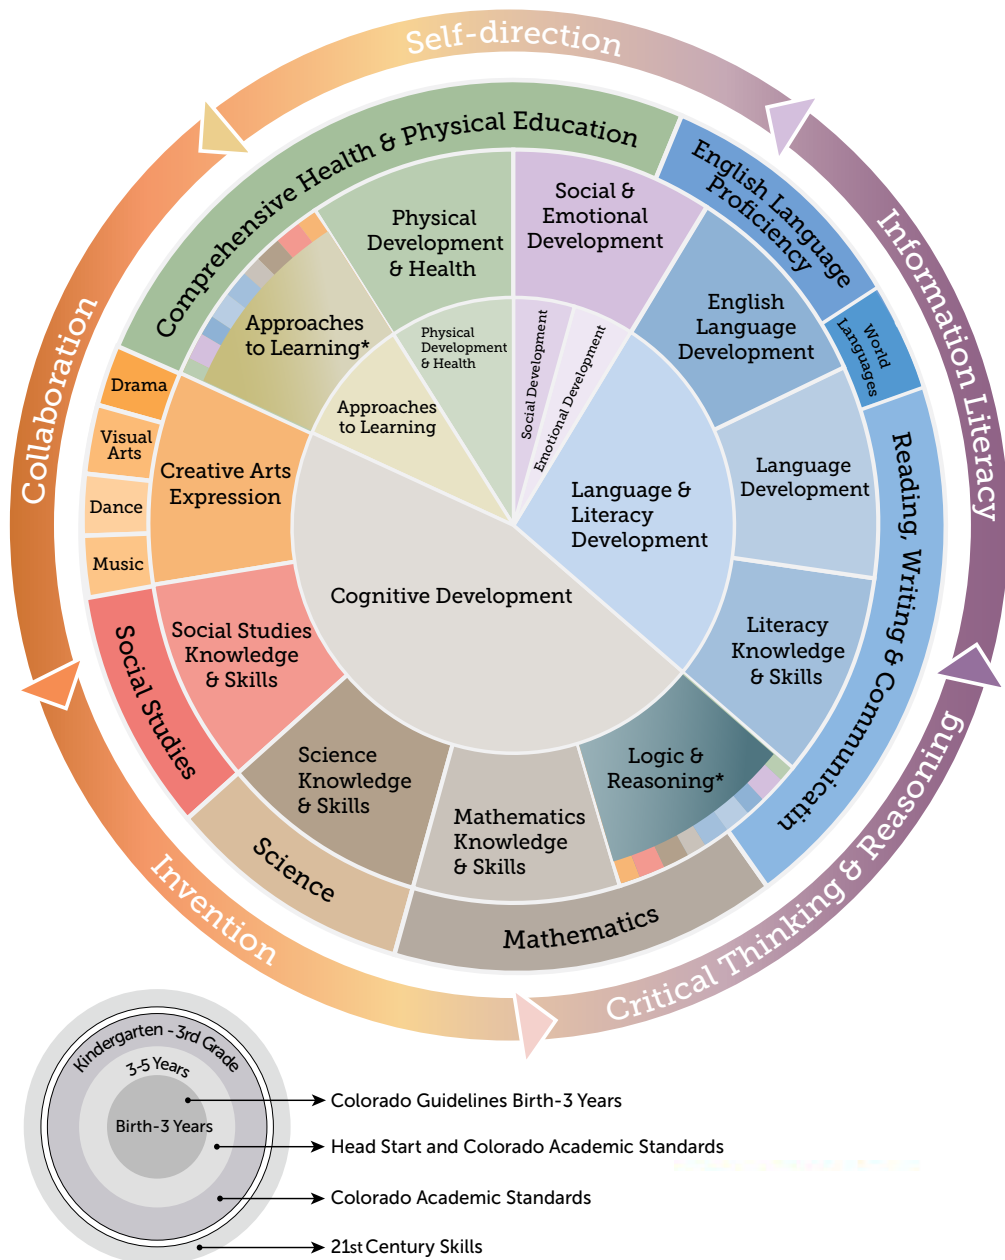 Self-direction
Information Literacy
Critical Thinking & Reasoning
Invention
Collaboration
Comprehensive Health & Physical Education
English Language
Proficiency
World
Languages
Reading, Writing & Communicatin
Mathematics
Science
Social Studies
Music
Dance
Visual
Arts
Drama
Approaches
to Learning*
Physical
Development
& Health
Social &
Emotional
Development
English
Language
Development
Language
Development
Literacy
Knowledge
& Skills
Logic &
Reasoning*
Mathematics
Knowledge
& Skills
Science
Knowledge
& Skills
Social Studies
Knowledge
& Skills
Creative Arts
Expression
Approaches
to Learning
Physical
Development
& Health
Social Development
Emotional Development
Language &
Literacy
Development
Cognitive Development
Kindergarten - 3rd Grade
3-5 Years
Birth-3 Years
Colorado Guidelines Birth-3 Years
Head Start and Colorado Academic Standards
Colorado Academic Standards
21st Century Skills